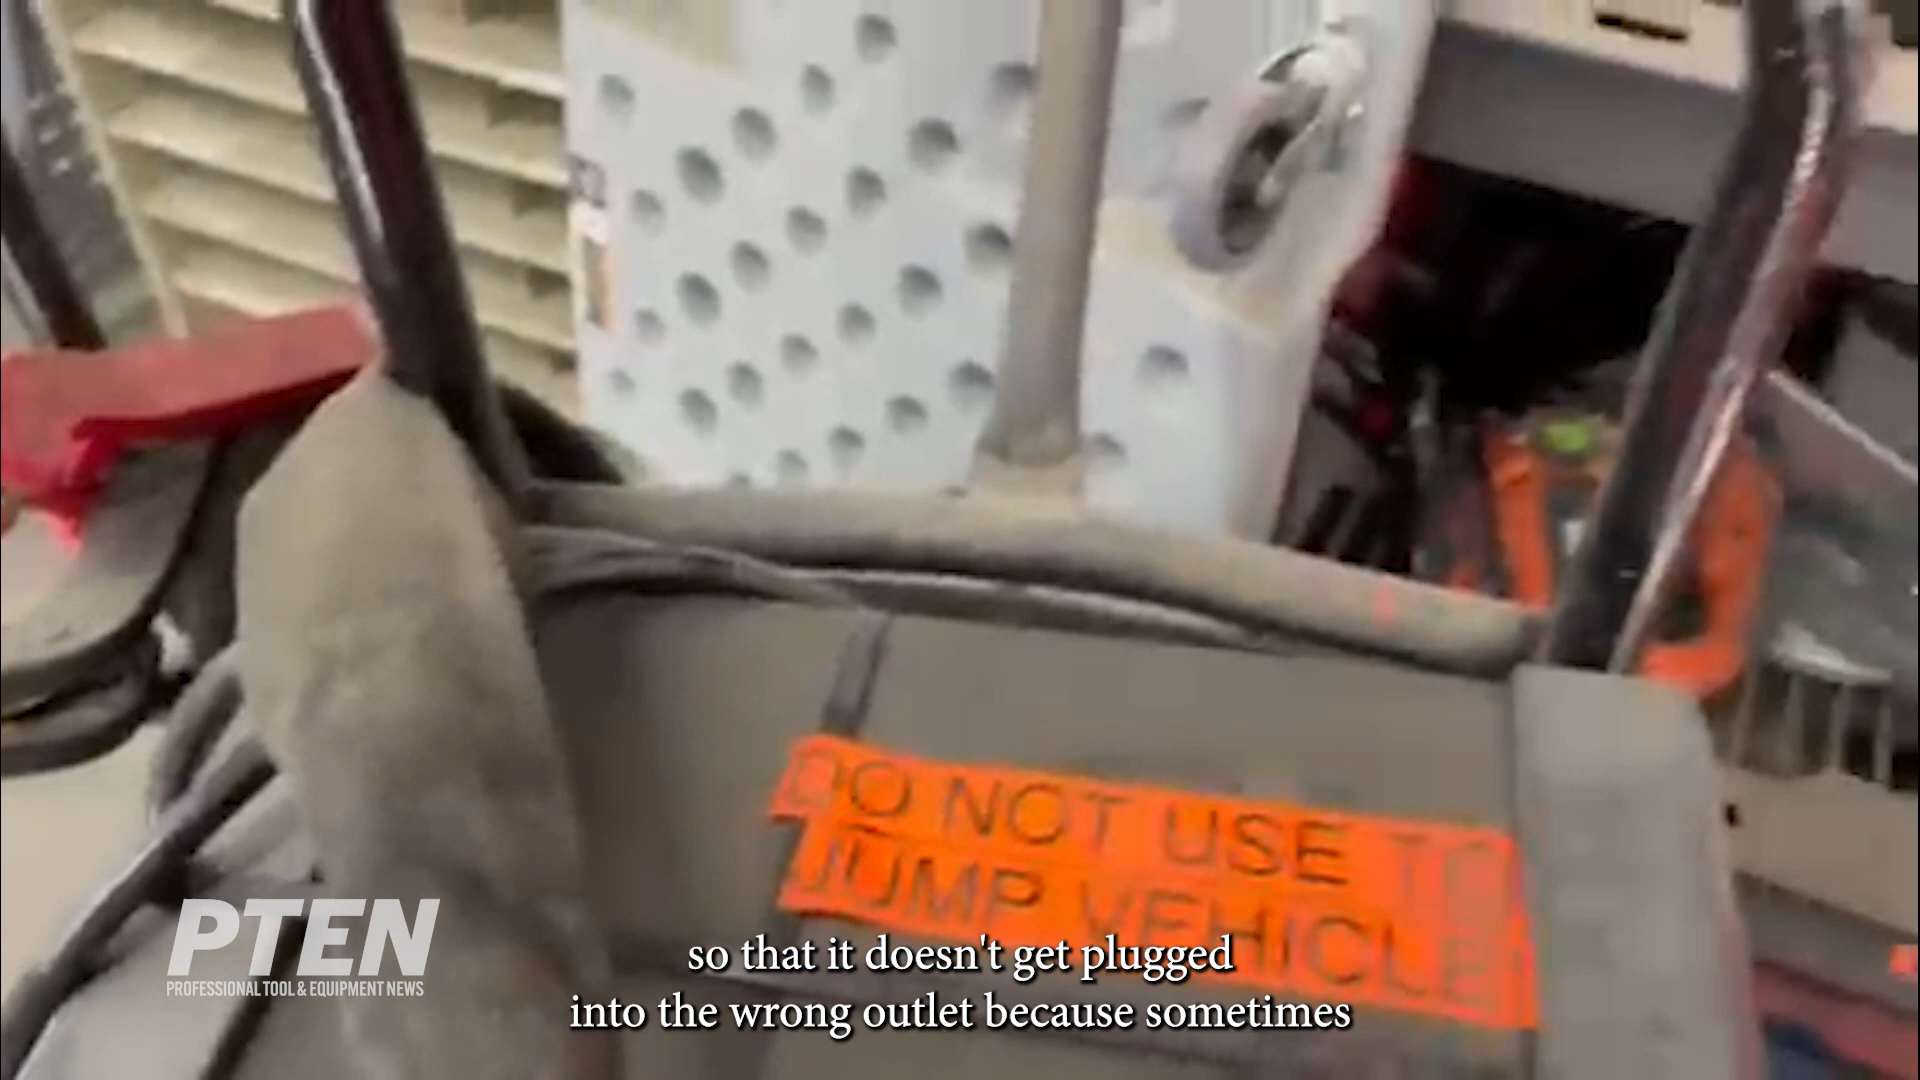 DO NOT USE TO
JUMP VEHICLE
PTEN
PROFESSIONAL TOOL & EQUIPMENT NEWS
so that it doesn't get plugged
into the wrong outlet because sometimes